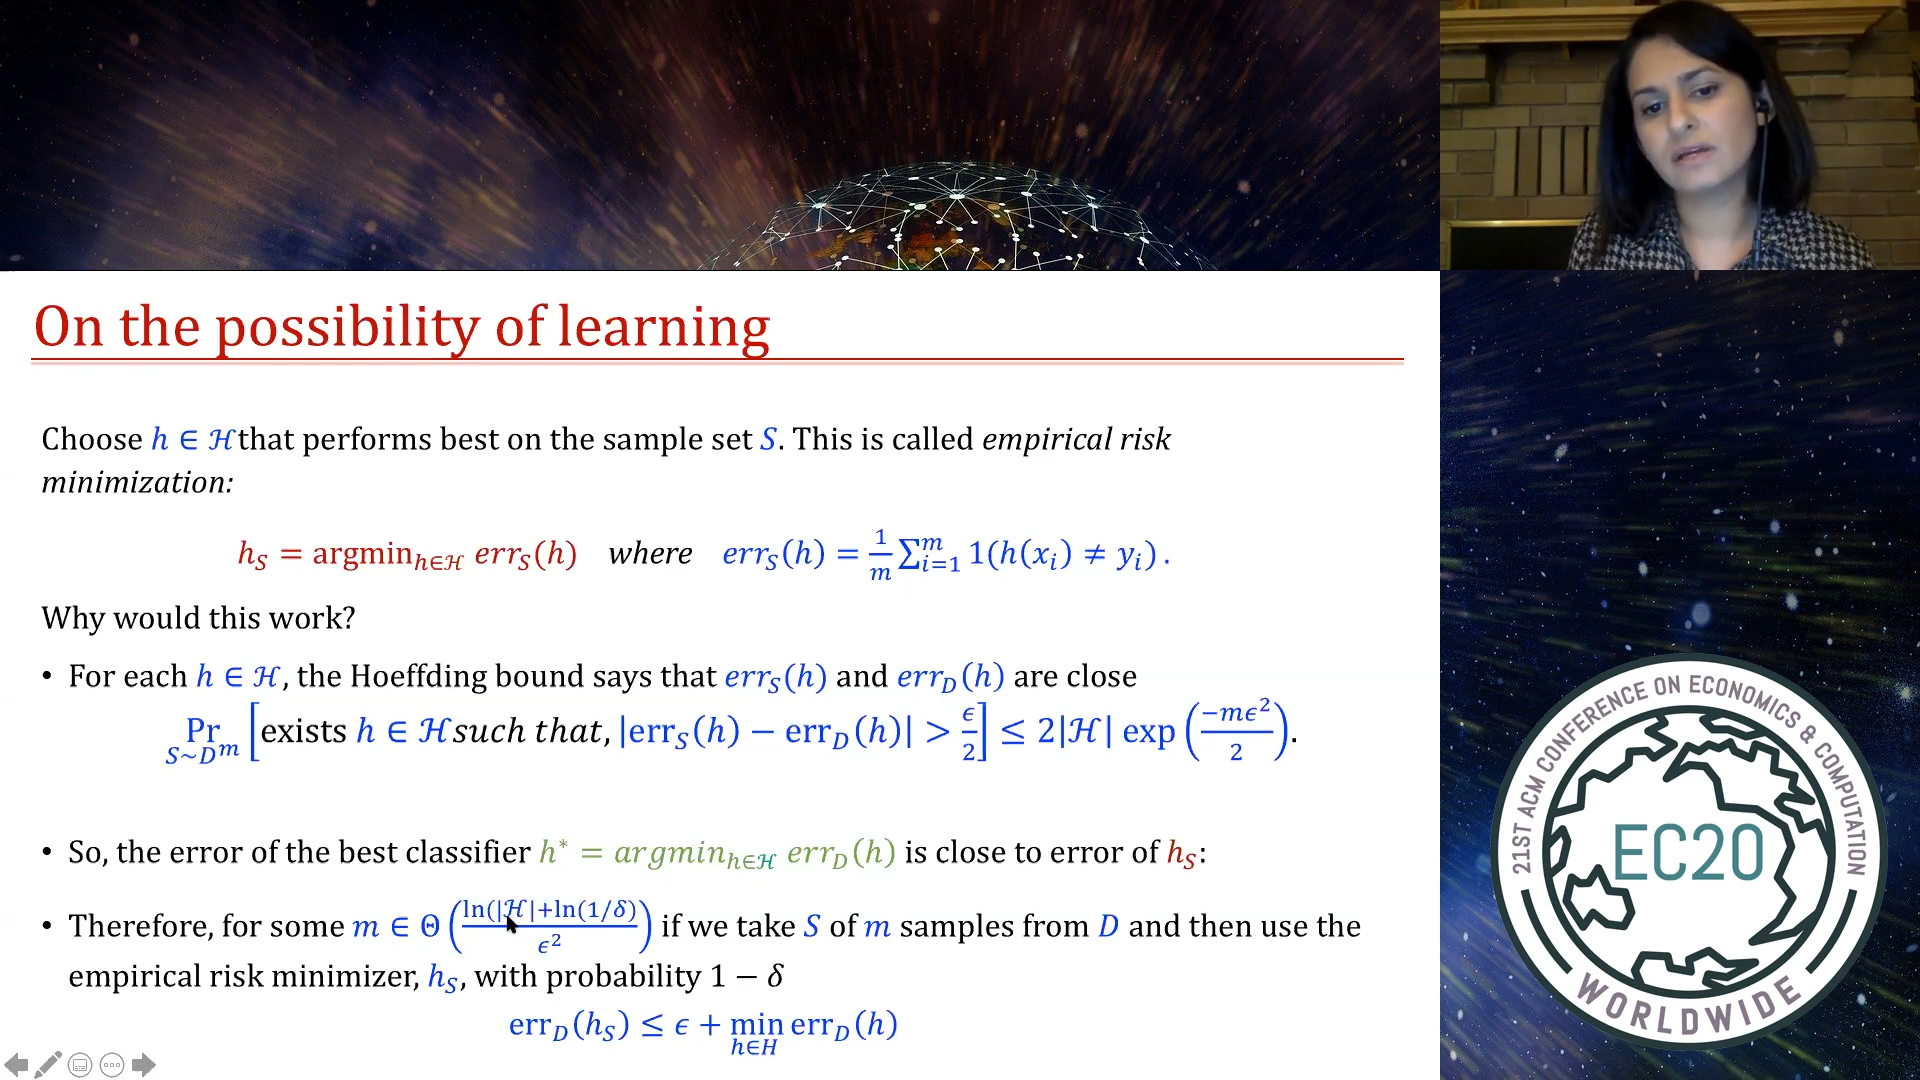 On the possibility of learning
Choose h ∈ ℋ that performs best on the sample set S. This is called empirical risk
minimization:
h_S = argmin_{h∈ℋ} err_S(h) where err_S(h) = 1/m ∑_{i=1}^{m} 1(h(x_i) ≠ y_i).
Why would this work?
• For each h ∈ ℋ, the Hoeffding bound says that err_S(h) and err_D(h) are close
Pr_{S~D^m} [exists h ∈ ℋ such that, |err_S(h) − err_D(h)| > ϵ/2] ≤ 2|ℋ| exp (−mϵ²/2).
• So, the error of the best classifier h* = argmin_{h∈ℋ} err_D(h) is close to error of h_S:
• Therefore, for some m ∈ Θ (ln(|ℋ|+ln(1/δ)/ϵ²) if we take S of m samples from D and then use the
empirical risk minimizer, h_S, with probability 1 − δ
err_D(h_S) ≤ ϵ + min_{h∈H} err_D(h)
21ST ACM CONFERENCE ON ECONOMICS & COMPUTATION
EC20
WORLDWIDE